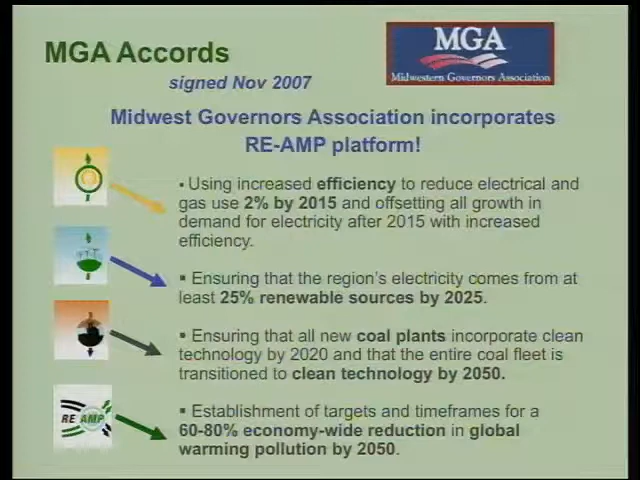 MGA Accords
signed Nov 2007
MGA
Midwestern Governors Association
Midwest Governors Association incorporates
RE-AMP platform!
▪ Using increased efficiency to reduce electrical and
gas use 2% by 2015 and offsetting all growth in
demand for electricity after 2015 with increased
efficiency.
▪ Ensuring that the region's electricity comes from at
least 25% renewable sources by 2025.
▪ Ensuring that all new coal plants incorporate clean
technology by 2020 and that the entire coal fleet is
transitioned to clean technology by 2050.
RE AMP
▪ Establishment of targets and timeframes for a
60-80% economy-wide reduction in global
warming pollution by 2050.